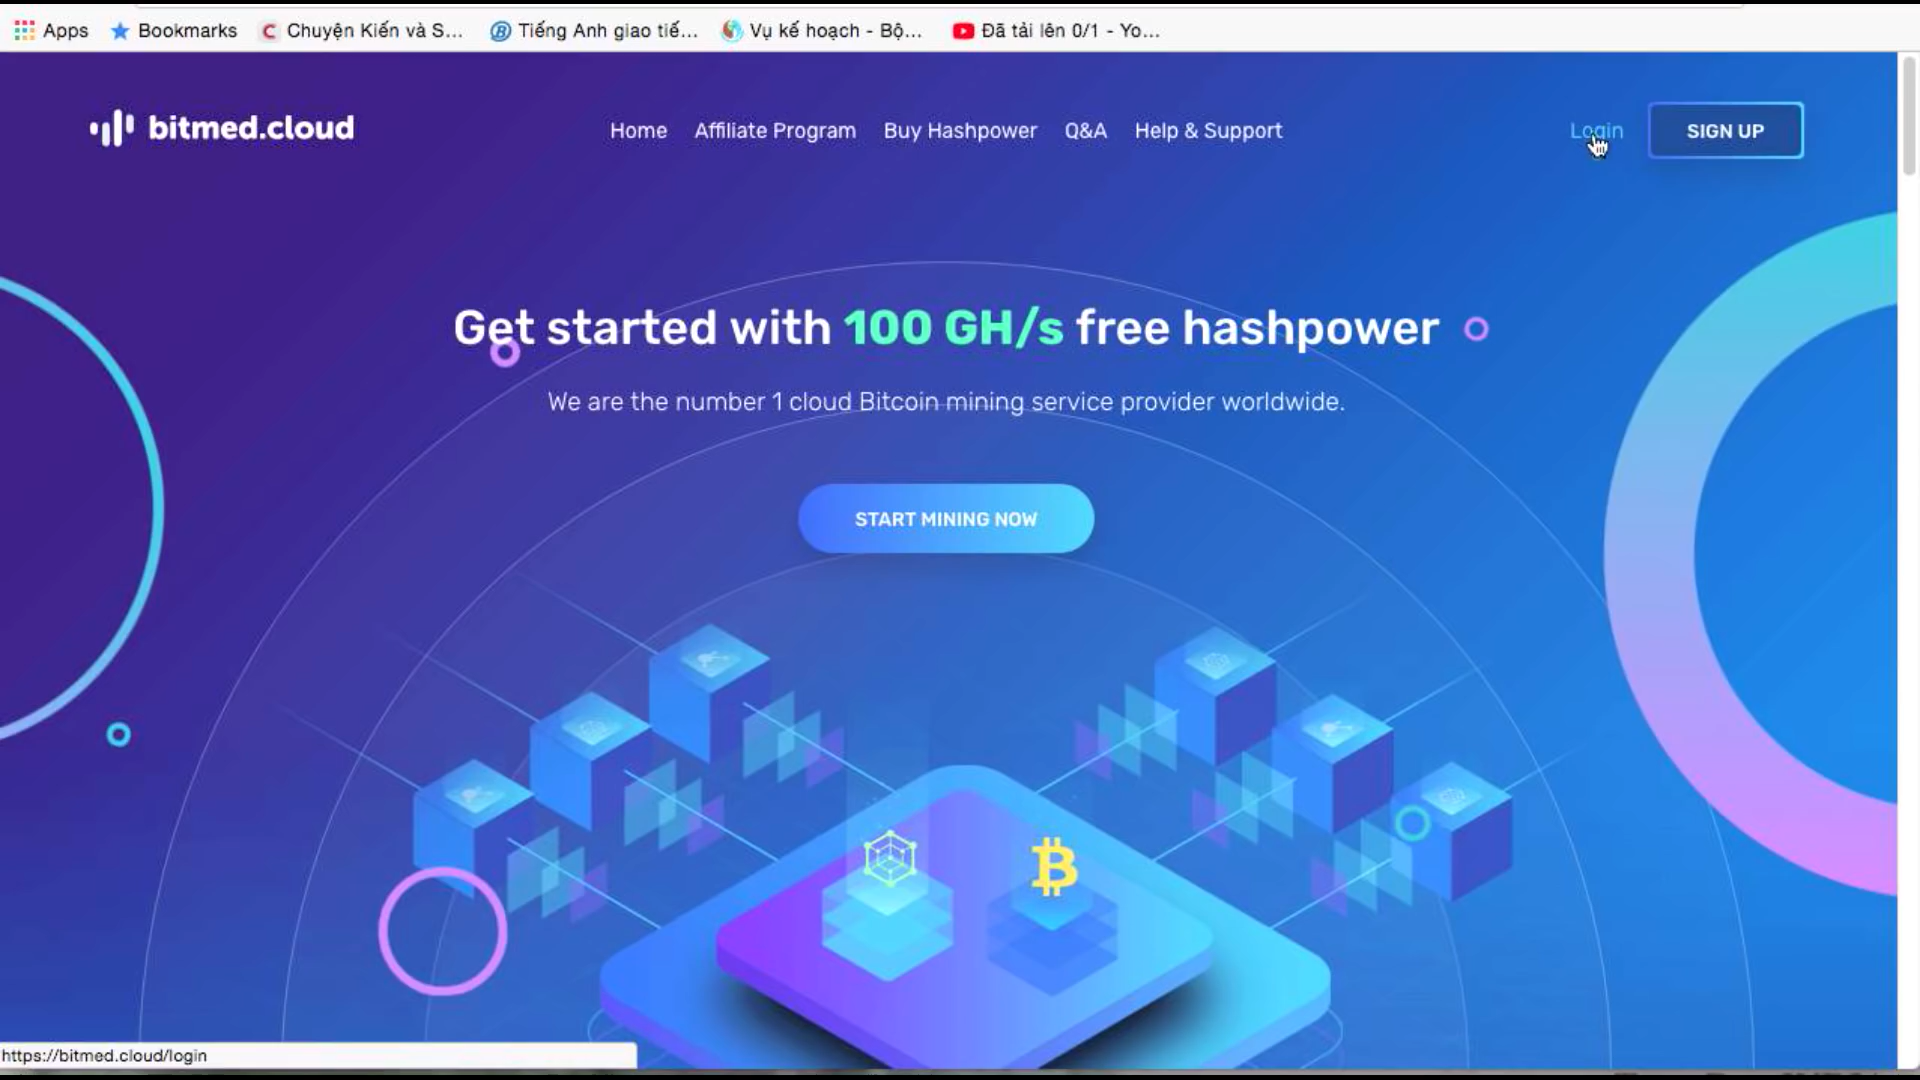 Apps Bookmarks Chuyện Kiến và S... Tiếng Anh giao tiế... Vụ kế hoạch - Bộ... Đã tải lên 0/1 - Yo...
bitmed.cloud Home Affiliate Program Buy Hashpower Q&A Help & Support Login SIGN UP
Get started with 100 GH/s free hashpower
We are the number 1 cloud Bitcoin mining service provider worldwide.
START MINING NOW
https://bitmed.cloud/login